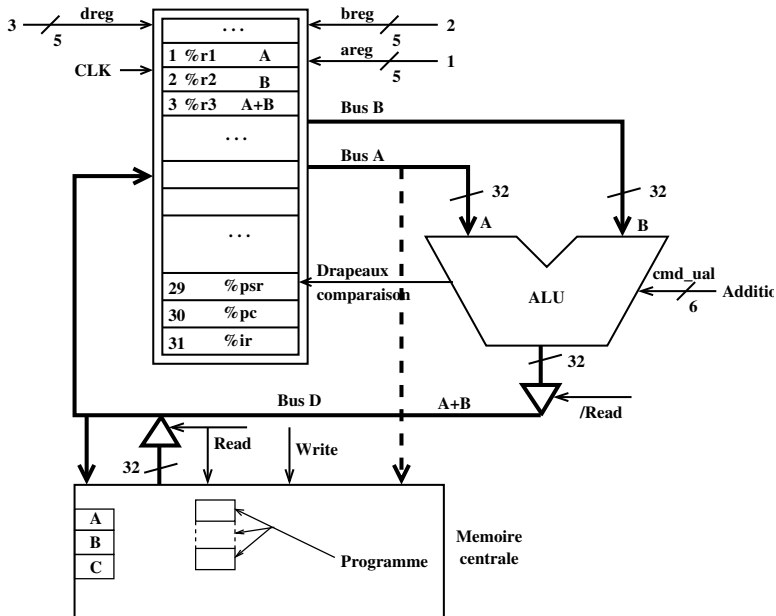 3
dreg
5
breg
5
2
areg
5
1
CLK
...
1 %r1 A
2 %r2 B
3 %r3 A+B
...
...
29 %psr
30 %pc
31 %ir
Bus B
Bus A
32
32
A
B
ALU
Drapeaux
comparaison
cmd_ual
6
Additio
32
/Read
Bus D
A+B
Read
Write
32
A
B
C
Programme
Memoire
centrale